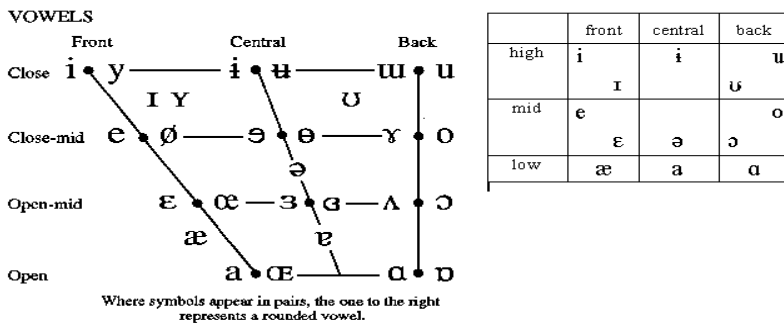 VOWELS
Front Central Back
Close i y ɨ ʉ ɯ u
ɪ ʏ ʊ
Close-mid e ø ɘ ɵ ɤ o
ə
Open-mid ɛ œ ɜ ɞ ʌ ɔ
æ ɐ
Open a ɶ ɑ ɒ
Where symbols appear in pairs, the one to the right
represents a rounded vowel.
front central back
high i ɨ u
ɪ ʊ
mid e o
ɛ ə ɔ
low æ a ɑ